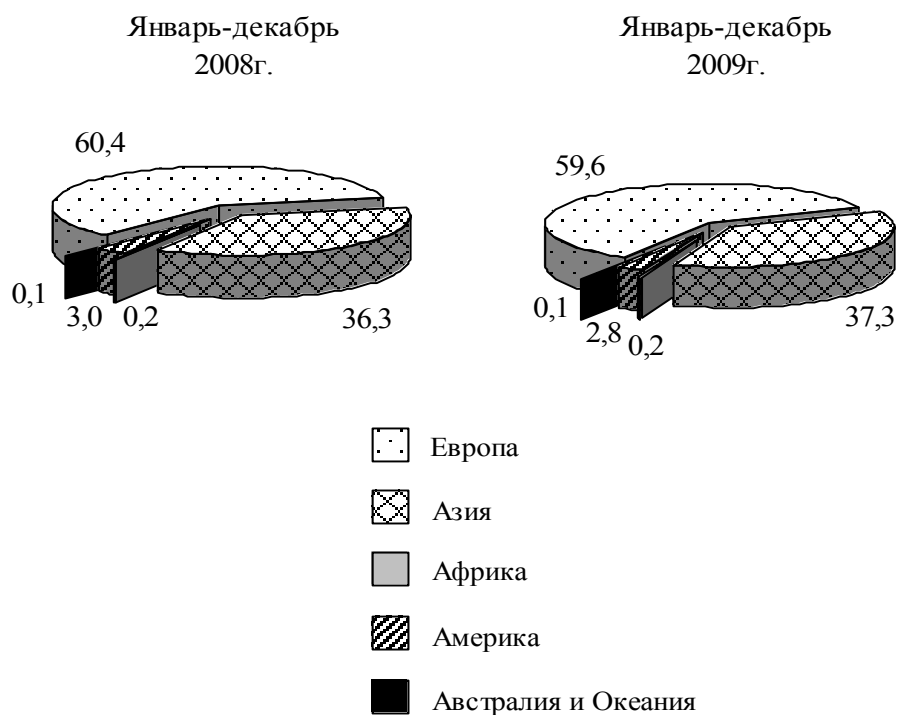 Январь-декабрь
2008г.
Январь-декабрь
2009г.
60,4
0,1
3,0
0,2
36,3
59,6
0,1
2,8
0,2
37,3
Европа
Азия
Африка
Америка
Австралия и Океания